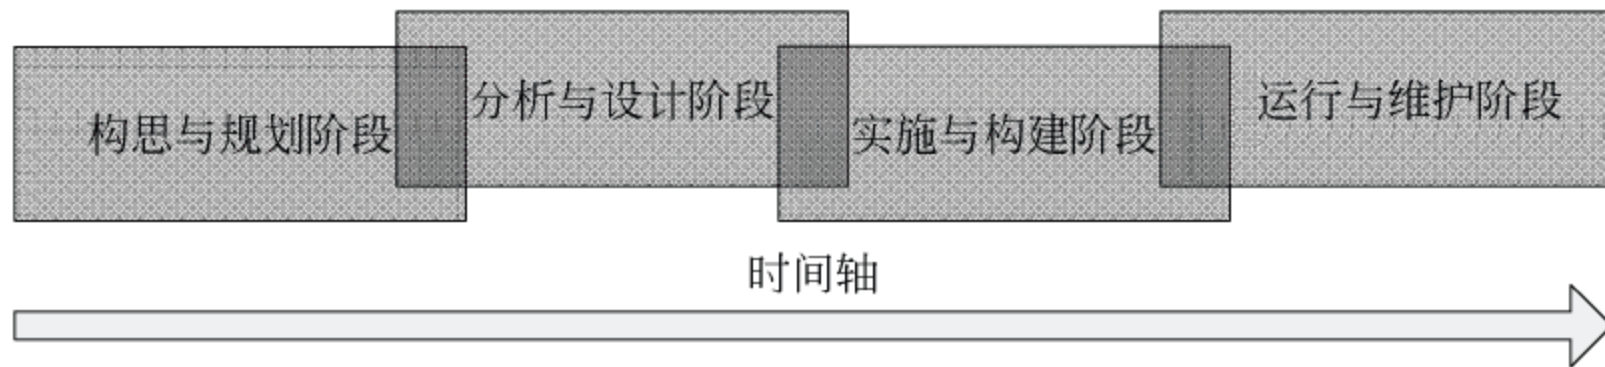 构思与规划阶段
分析与设计阶段
实施与构建阶段
运行与维护阶段
时间轴